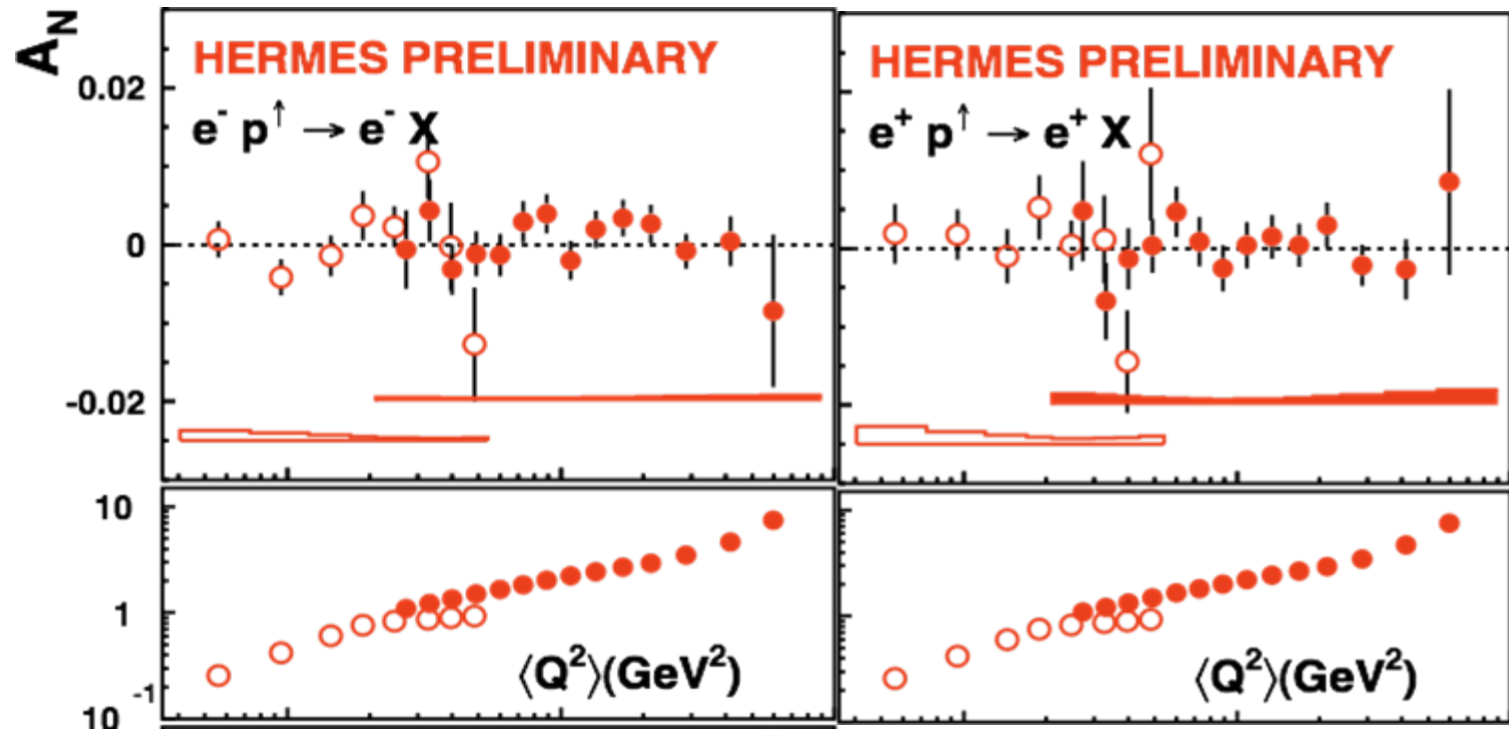 A_N
HERMES PRELIMINARY
0.02
e⁻ p↑ → e⁻ X
0
-0.02
HERMES PRELIMINARY
e⁺ p↑ → e⁺ X
10
1
10⁻¹
⟨Q²⟩(GeV²)
⟨Q²⟩(GeV²)